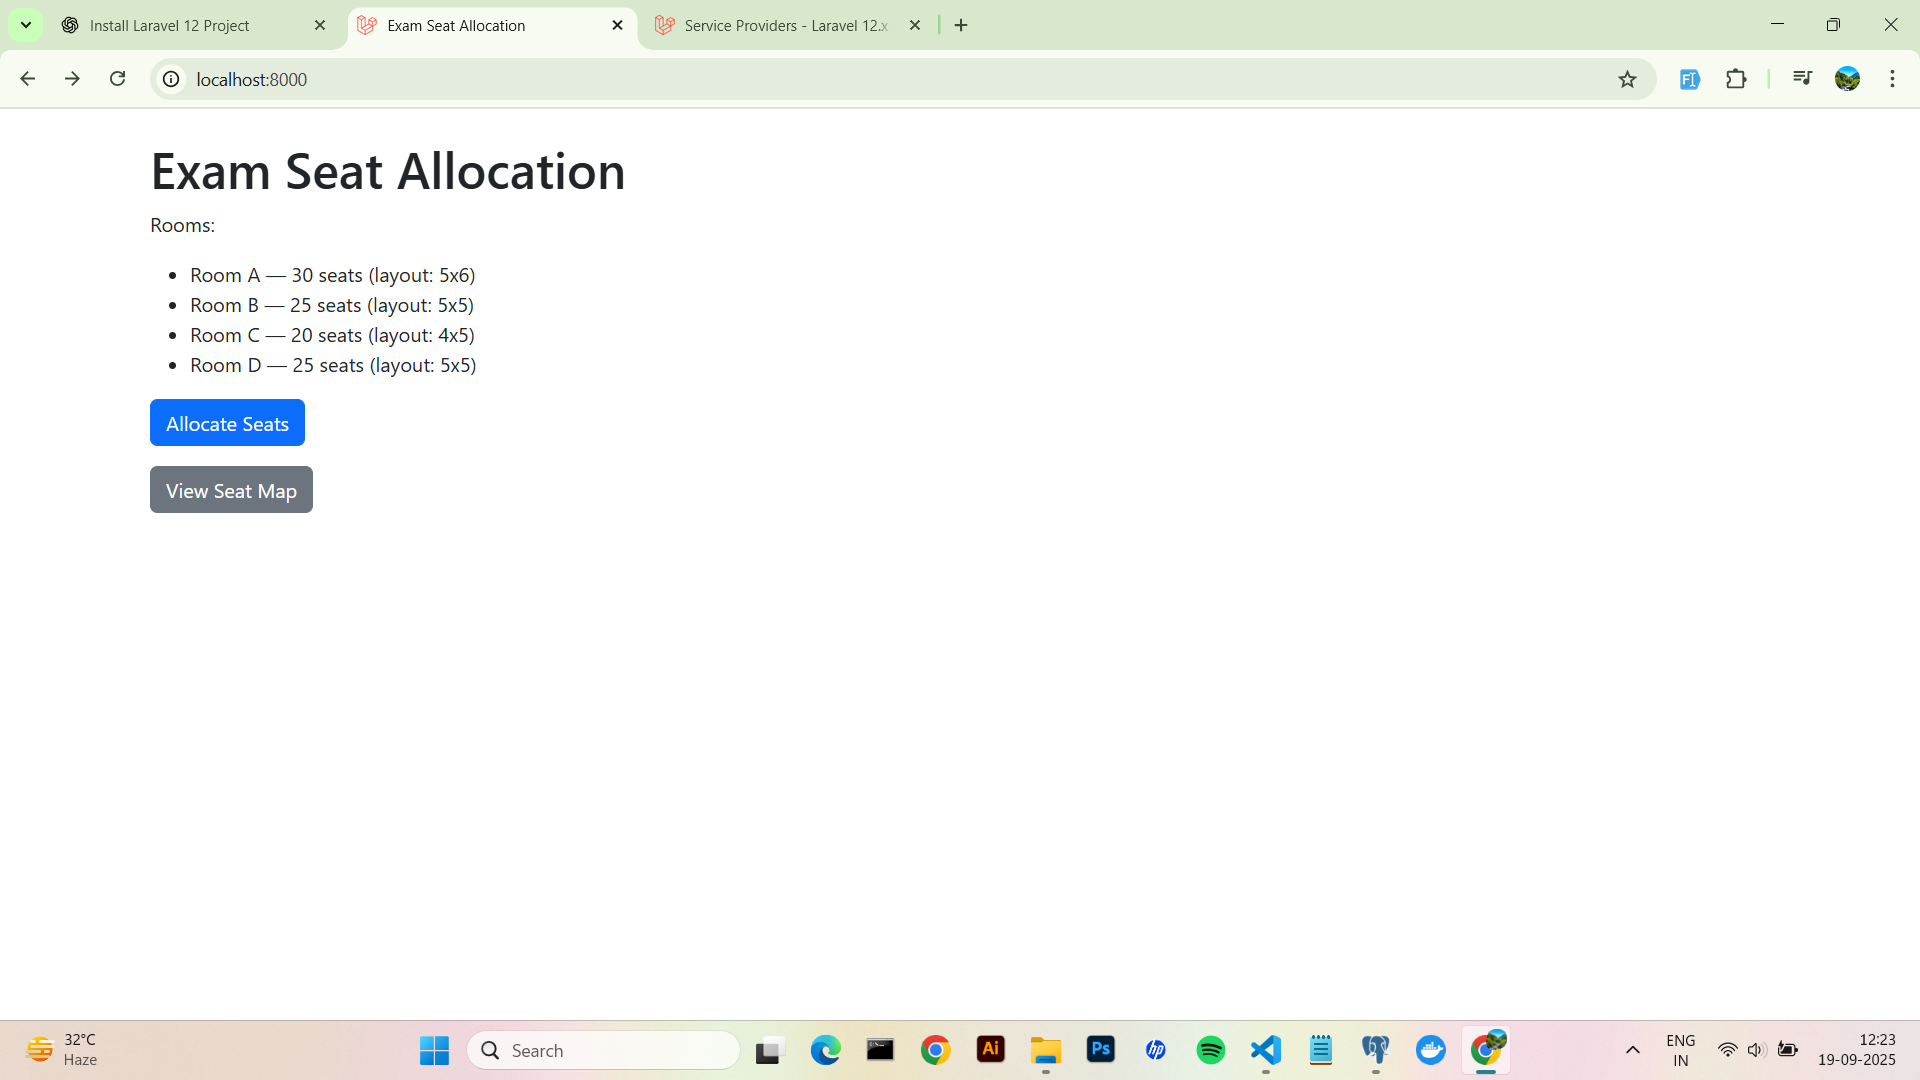 Install Laravel 12 Project
Exam Seat Allocation
Service Providers - Laravel 12.x
localhost:8000
Exam Seat Allocation
Rooms:
Room A — 30 seats (layout: 5x6)
Room B — 25 seats (layout: 5x5)
Room C — 20 seats (layout: 4x5)
Room D — 25 seats (layout: 5x5)
Allocate Seats
View Seat Map
32°C
Haze
Search
Ai
Ps
hp
ENG
IN
12:23
19-09-2025